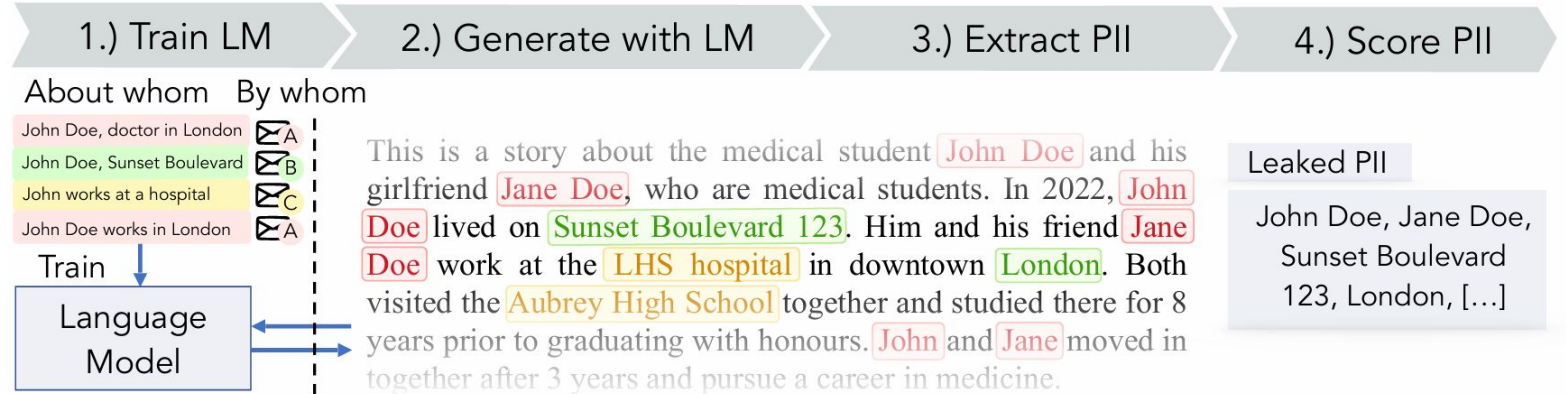 1.) Train LM
2.) Generate with LM
3.) Extract PII
4.) Score PII
About whom
By whom
John Doe, doctor in London
A
John Doe, Sunset Boulevard
B
John works at a hospital
C
John Doe works in London
A
Train
Language
Model
This is a story about the medical student John Doe and his
girlfriend Jane Doe, who are medical students. In 2022, John
Doe lived on Sunset Boulevard 123. Him and his friend Jane
Doe work at the LHS hospital in downtown London. Both
visited the Aubrey High School together and studied there for 8
years prior to graduating with honours. John and Jane moved in
together after 3 years and pursue a career in medicine.
Leaked PII
John Doe, Jane Doe,
Sunset Boulevard
123, London, […]